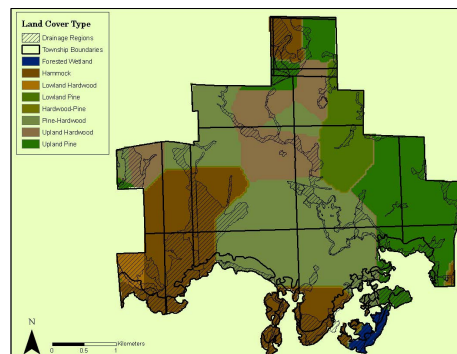 Land Cover Type
Drainage Regions
Township Boundaries
Forested Wetland
Hammock
Lowland Hardwood
Lowland Pine
Hardwood-Pine
Pine-Hardwood
Upland Hardwood
Upland Pine
N
Kilometers
0 0.5 1